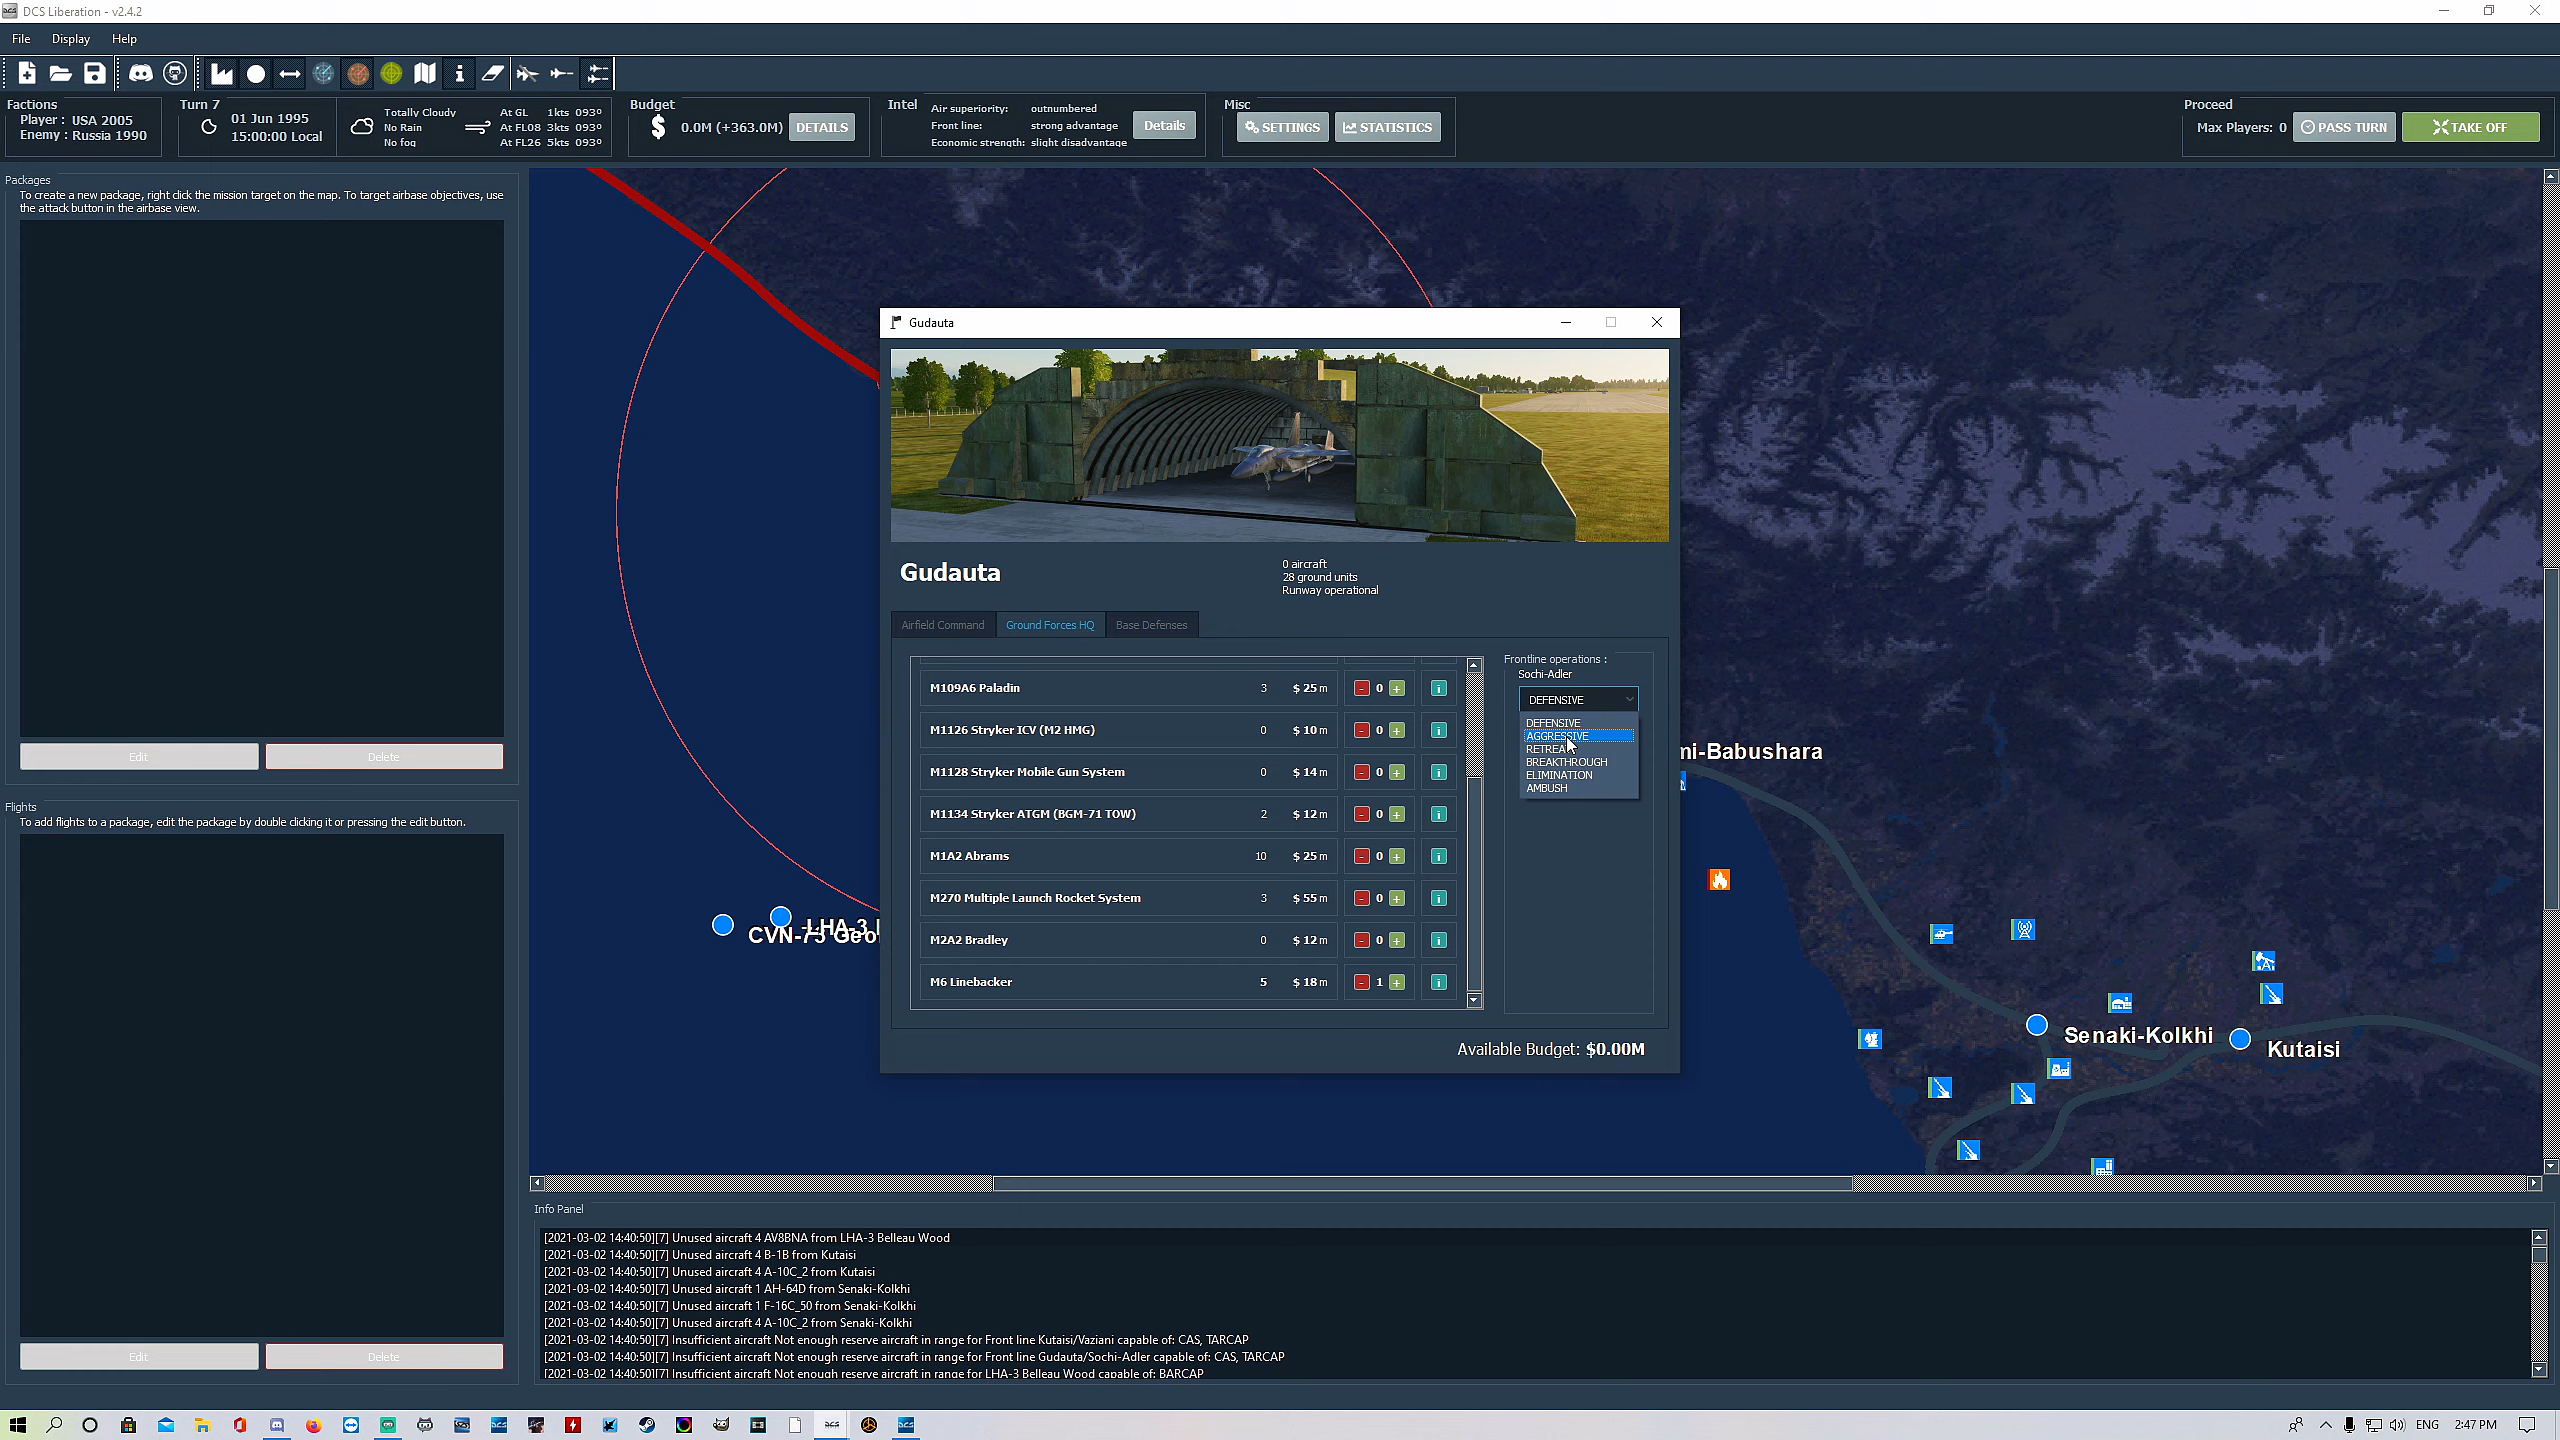 DCS Liberation - v2.4.2
File Display Help
Factions
Player : USA 2005
Enemy : Russia 1990
Turn 7
01 Jun 1995
15:00:00 Local
Totally Cloudy
No Rain
No fog
At GL 1kts 093º
At FL08 3kts 093º
At FL26 5kts 093º
Budget
$ 0.0M (+363.0M) DETAILS
Intel
Air superiority: outnumbered
Front line: strong advantage
Economic strength: slight disadvantage
Details
Misc
SETTINGS STATISTICS
Proceed
Max Players: 0 PASS TURN TAKE OFF
Packages
To create a new package, right click the mission target on the map. To target airbase objectives, use
the attack button in the airbase view.
Edit Delete
Flights
To add flights to a package, edit the package by double clicking it or pressing the edit button.
Edit Delete
Gudauta
Gudauta
0 aircraft
28 ground units
Runway operational
Airfield Command Ground Forces HQ Base Defenses
M109A6 Paladin 3 $ 25 m - 0 + i
M1126 Stryker ICV (M2 HMG) 0 $ 10 m - 0 + i
M1128 Stryker Mobile Gun System 0 $ 14 m - 0 + i
M1134 Stryker ATGM (BGM-71 TOW) 2 $ 12 m - 0 + i
M1A2 Abrams 10 $ 25 m - 0 + i
M270 Multiple Launch Rocket System 3 $ 55 m - 0 + i
M2A2 Bradley 0 $ 12 m - 0 + i
M6 Linebacker 5 $ 18 m - 1 + i
Frontline operations :
Sochi-Adler
DEFENSIVE
DEFENSIVE
AGGRESSIVE
RETREA
BREAKTHROUGH
ELIMINATION
AMBUSH
Available Budget: $0.00M
mi-Babushara
CVN-75 Geo
LHA-3
Senaki-Kolkhi
Kutaisi
Info Panel
[2021-03-02 14:40:50][7] Unused aircraft 4 AV8BNA from LHA-3 Belleau Wood
[2021-03-02 14:40:50][7] Unused aircraft 4 B-1B from Kutaisi
[2021-03-02 14:40:50][7] Unused aircraft 4 A-10C_2 from Kutaisi
[2021-03-02 14:40:50][7] Unused aircraft 1 AH-64D from Senaki-Kolkhi
[2021-03-02 14:40:50][7] Unused aircraft 1 F-16C_50 from Senaki-Kolkhi
[2021-03-02 14:40:50][7] Unused aircraft 4 A-10C_2 from Senaki-Kolkhi
[2021-03-02 14:40:50][7] Insufficient aircraft Not enough reserve aircraft in range for Front line Kutaisi/Vaziani capable of: CAS, TARCAP
[2021-03-02 14:40:50][7] Insufficient aircraft Not enough reserve aircraft in range for Front line Gudauta/Sochi-Adler capable of: CAS, TARCAP
[2021-03-02 14:40:50][7] Insufficient aircraft Not enough reserve aircraft in range for LHA-3 Belleau Wood capable of: BARCAP
ENG 2:47 PM